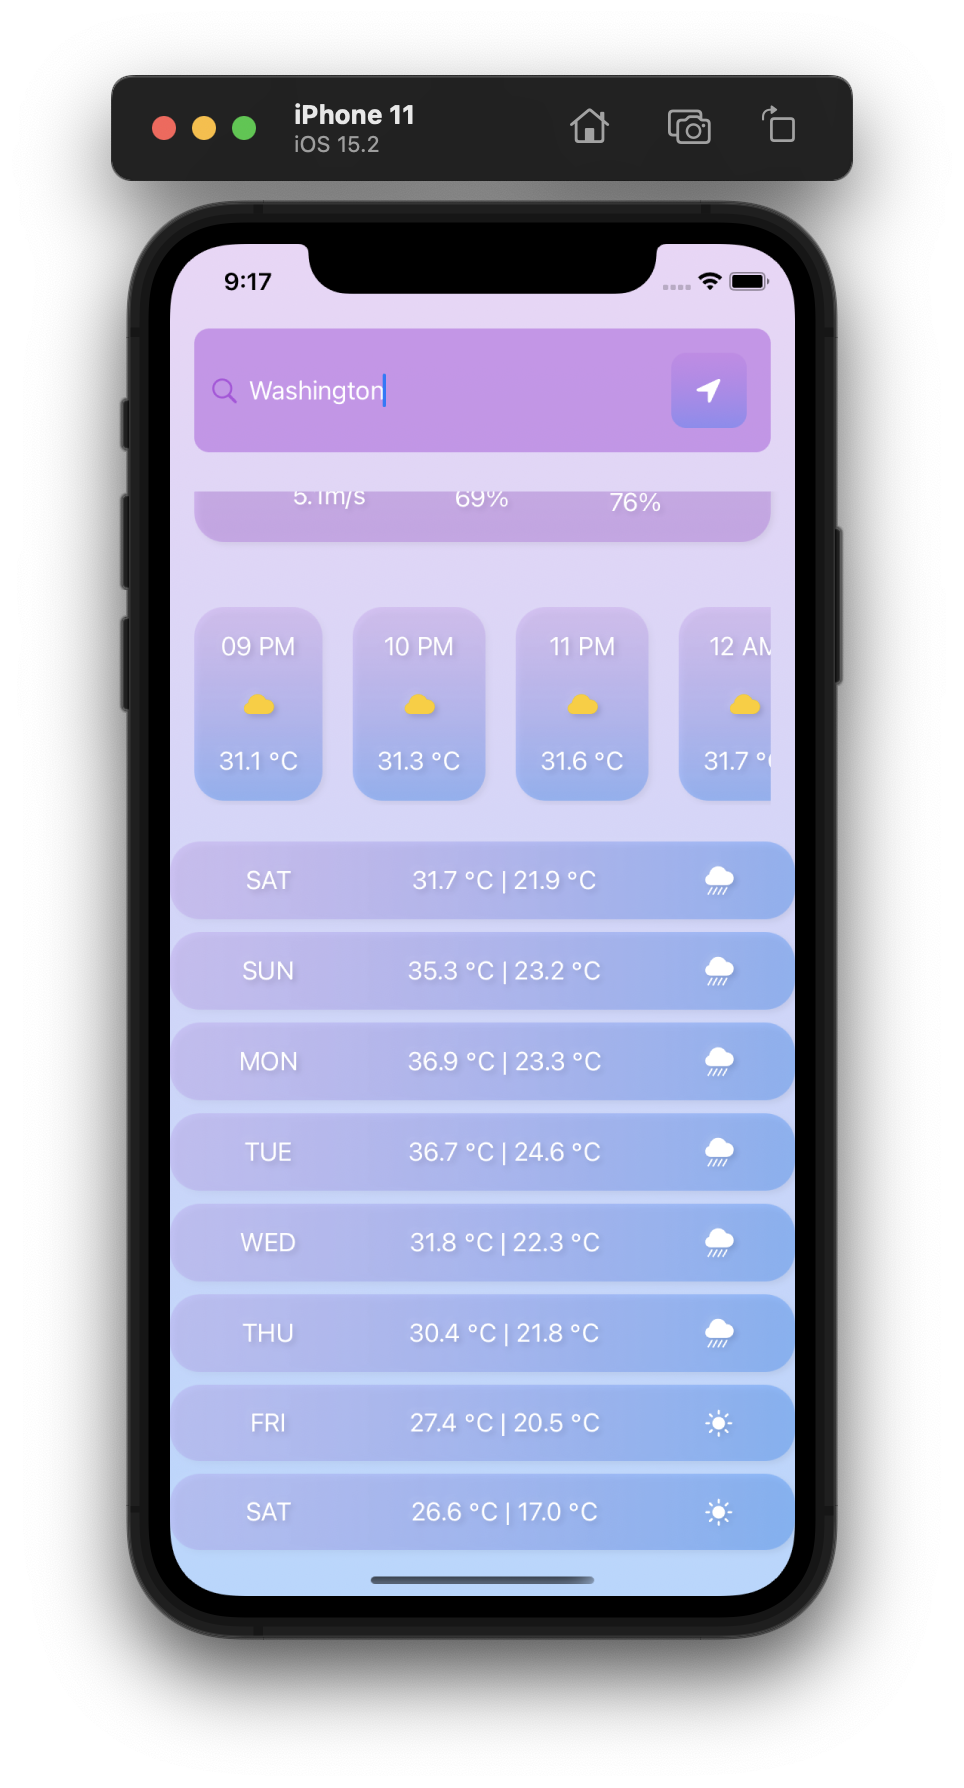 iPhone 11
iOS 15.2
9:17
Washington
5.1m/s 69% 76%
09 PM 10 PM 11 PM 12 AM
31.1 °C 31.3 °C 31.6 °C 31.7 °C
SAT 31.7 °C | 21.9 °C
SUN 35.3 °C | 23.2 °C
MON 36.9 °C | 23.3 °C
TUE 36.7 °C | 24.6 °C
WED 31.8 °C | 22.3 °C
THU 30.4 °C | 21.8 °C
FRI 27.4 °C | 20.5 °C
SAT 26.6 °C | 17.0 °C